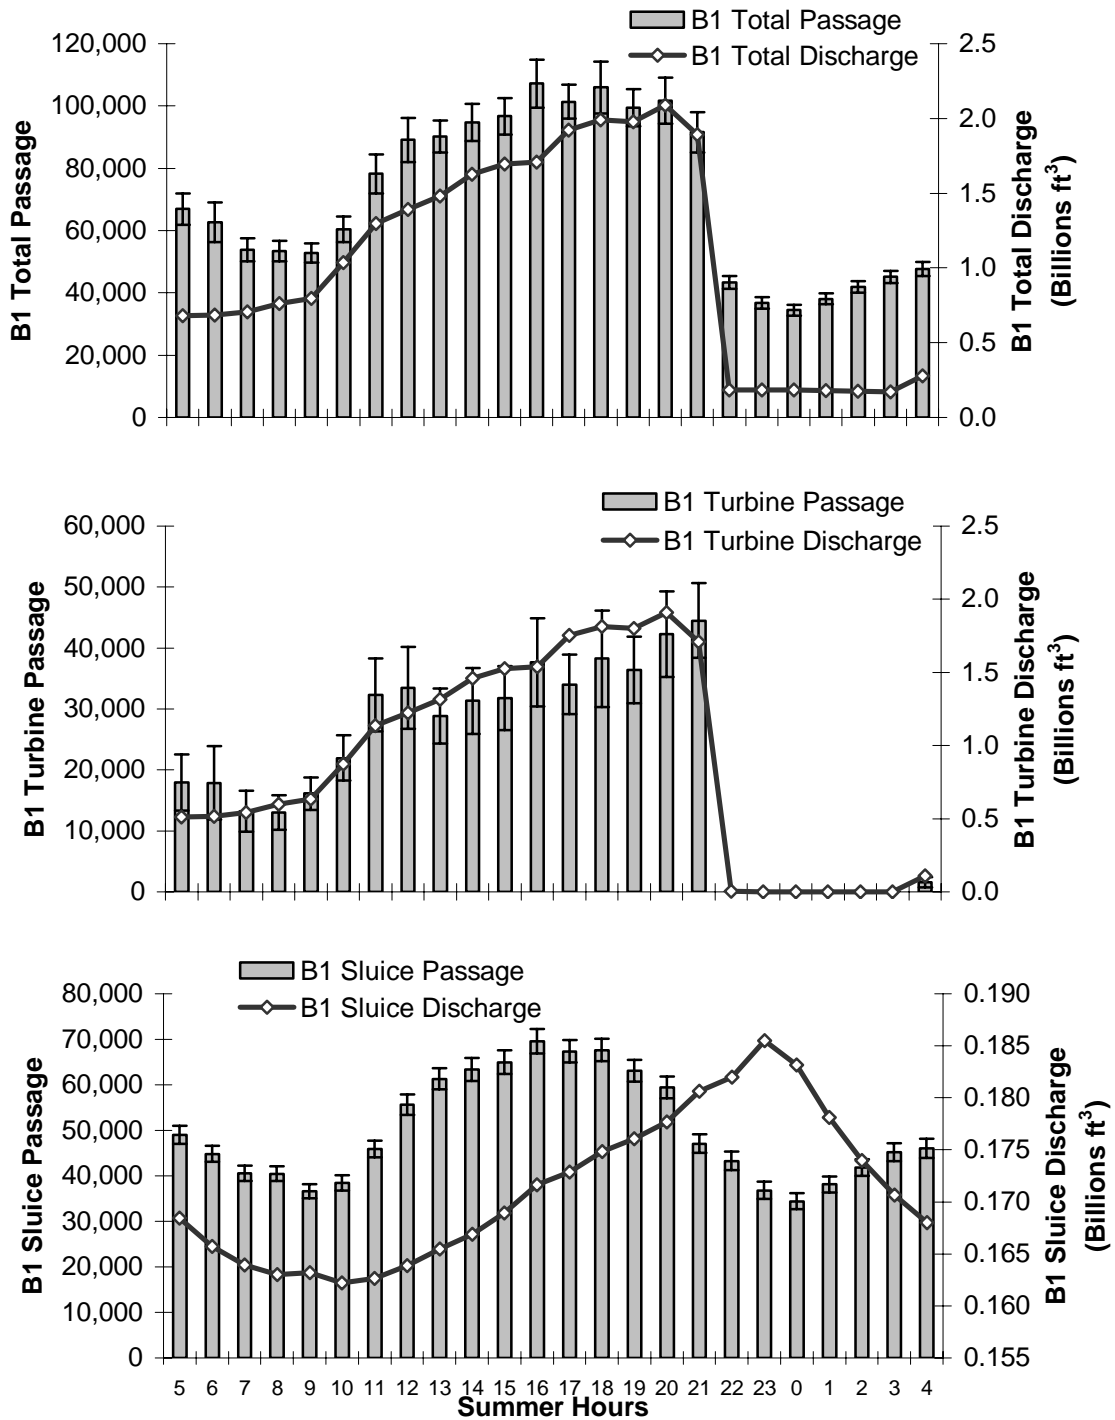 B1 Total Passage
B1 Total Discharge
120,000
100,000
80,000
60,000
40,000
20,000
0
B1 Total Passage
2.5
2.0
1.5
1.0
0.5
0.0
B1 Total Discharge
(Billions ft³)
B1 Turbine Passage
B1 Turbine Discharge
60,000
50,000
40,000
30,000
20,000
10,000
0
B1 Turbine Passage
2.5
2.0
1.5
1.0
0.5
0.0
B1 Turbine Discharge
(Billions ft³)
B1 Sluice Passage
B1 Sluice Discharge
80,000
70,000
60,000
50,000
40,000
30,000
20,000
10,000
0
B1 Sluice Passage
0.190
0.185
0.180
0.175
0.170
0.165
0.160
0.155
B1 Sluice Discharge
(Billions ft³)
5 6 7 8 9 10 11 12 13 14 15 16 17 18 19 20 21 22 23 0 1 2 3 4
Summer Hours